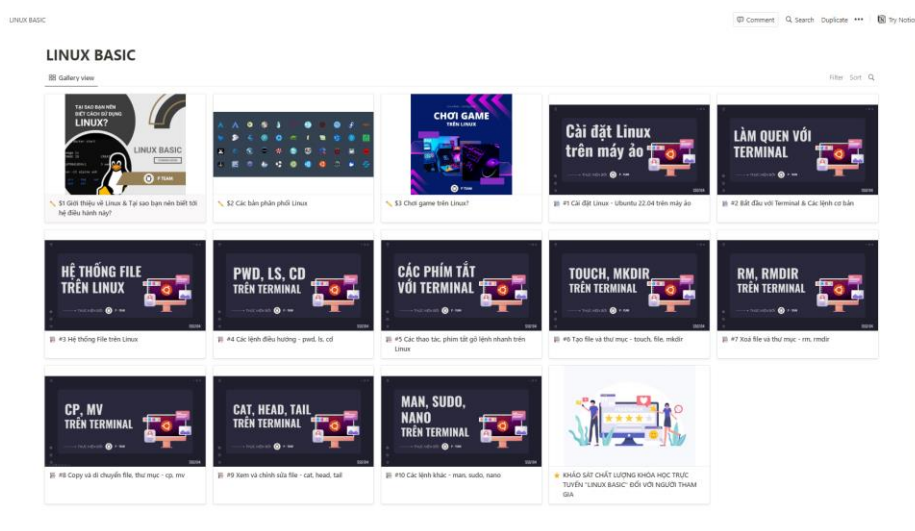 LINUX BASIC
Comment Search Duplicate ••• Try Notio
LINUX BASIC
Gallery view
Filter Sort
TẠI SAO BẠN NÊN
BIẾT CÁCH SỬ DỤNG
LINUX?
LINUX BASIC
F TEAM
$1 Giới thiệu về Linux & Tại sao bạn nên biết tới
hệ điều hành này?
$2 Các bản phân phối Linux
CHƠI GAME
TRÊN LINUX
$3 Chơi game trên Linux?
Cài đặt Linux
trên máy ảo
#1 Cài đặt Linux - Ubuntu 22.04 trên máy ảo
LÀM QUEN VỚI
TERMINAL
#2 Bắt đầu với Terminal & Các lệnh cơ bản
HỆ THỐNG FILE
TRÊN LINUX
#3 Hệ thống File trên Linux
PWD, LS, CD
TRÊN TERMINAL
#4 Các lệnh điều hướng - pwd, ls, cd
CÁC PHÍM TẮT
VỚI TERMINAL
#5 Các thao tác, phím tắt gõ lệnh nhanh trên
Linux
TOUCH, MKDIR
TRÊN TERMINAL
#6 Tạo file và thư mục - touch, file, mkdir
RM, RMDIR
TRÊN TERMINAL
#7 Xoá file và thư mục - rm, rmdir
CP, MV
TRÊN TERMINAL
#8 Copy và di chuyển file, thư mục - cp, mv
CAT, HEAD, TAIL
TRÊN TERMINAL
#9 Xem và chỉnh sửa file - cat, head, tail
MAN, SUDO,
NANO
TRÊN TERMINAL
#10 Các lệnh khác - man, sudo, nano
KHẢO SÁT CHẤT LƯỢNG KHÓA HỌC TRỰC
TUYẾN "LINUX BASIC" ĐỐI VỚI NGƯỜI THAM
GIA